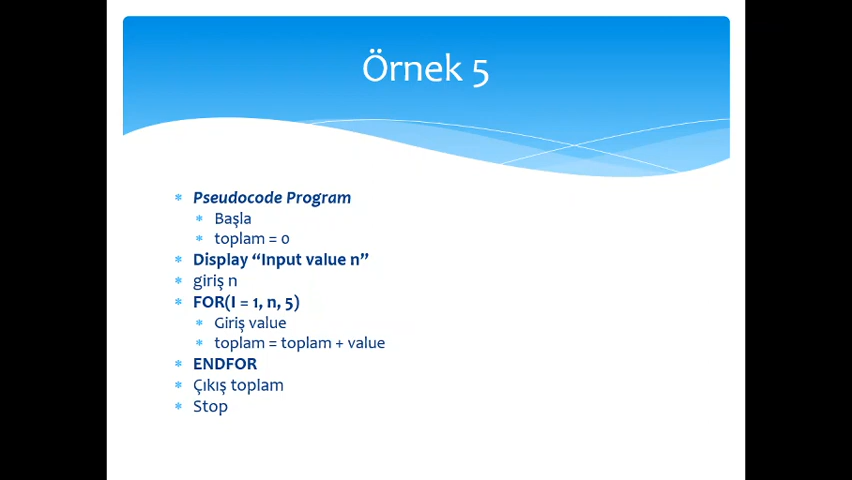 Örnek 5
Pseudocode Program
Başla
toplam = 0
Display “Input value n”
giriş n
FOR(I = 1, n, 5)
Giriş value
toplam = toplam + value
ENDFOR
Çıkış toplam
Stop